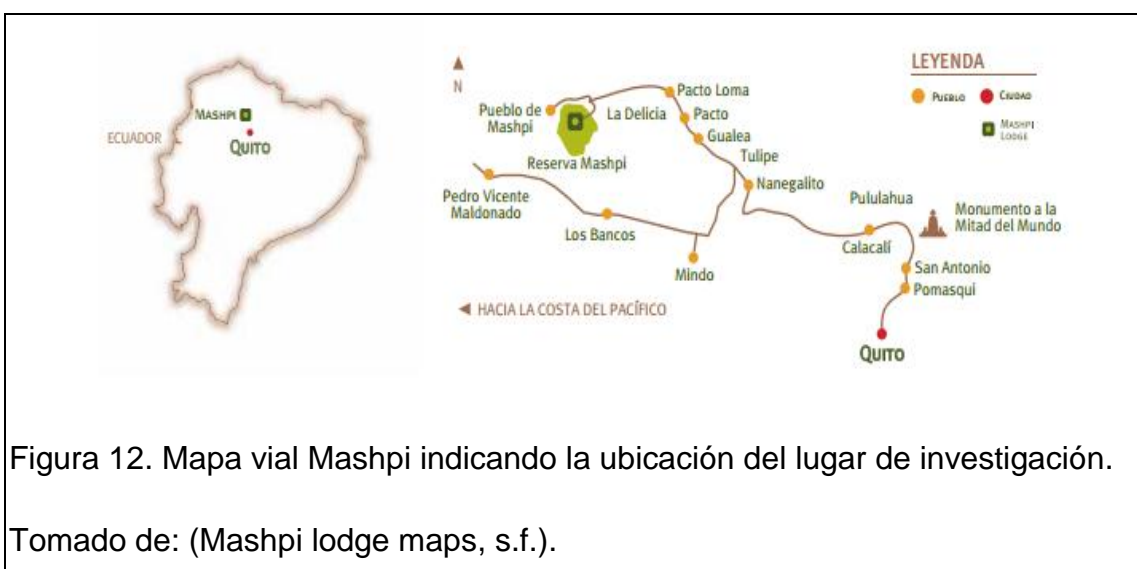 ECUADOR
MASHPI
QUITO
N
Pueblo de
Mashpi
Reserva Mashpi
La Delicia
Pacto Loma
Pacto
Gualea
Tulipe
Nanegalito
Pedro Vicente
Maldonado
Los Bancos
Mindo
Pululahua
Calacalí
Monumento a la
Mitad del Mundo
San Antonio
Pomasqui
QUITO
◄ HACIA LA COSTA DEL PACÍFICO
LEYENDA
PUEBLO CIUDAD
MASHPI
LODGE
Figura 12. Mapa vial Mashpi indicando la ubicación del lugar de investigación.
Tomado de: (Mashpi lodge maps, s.f.).